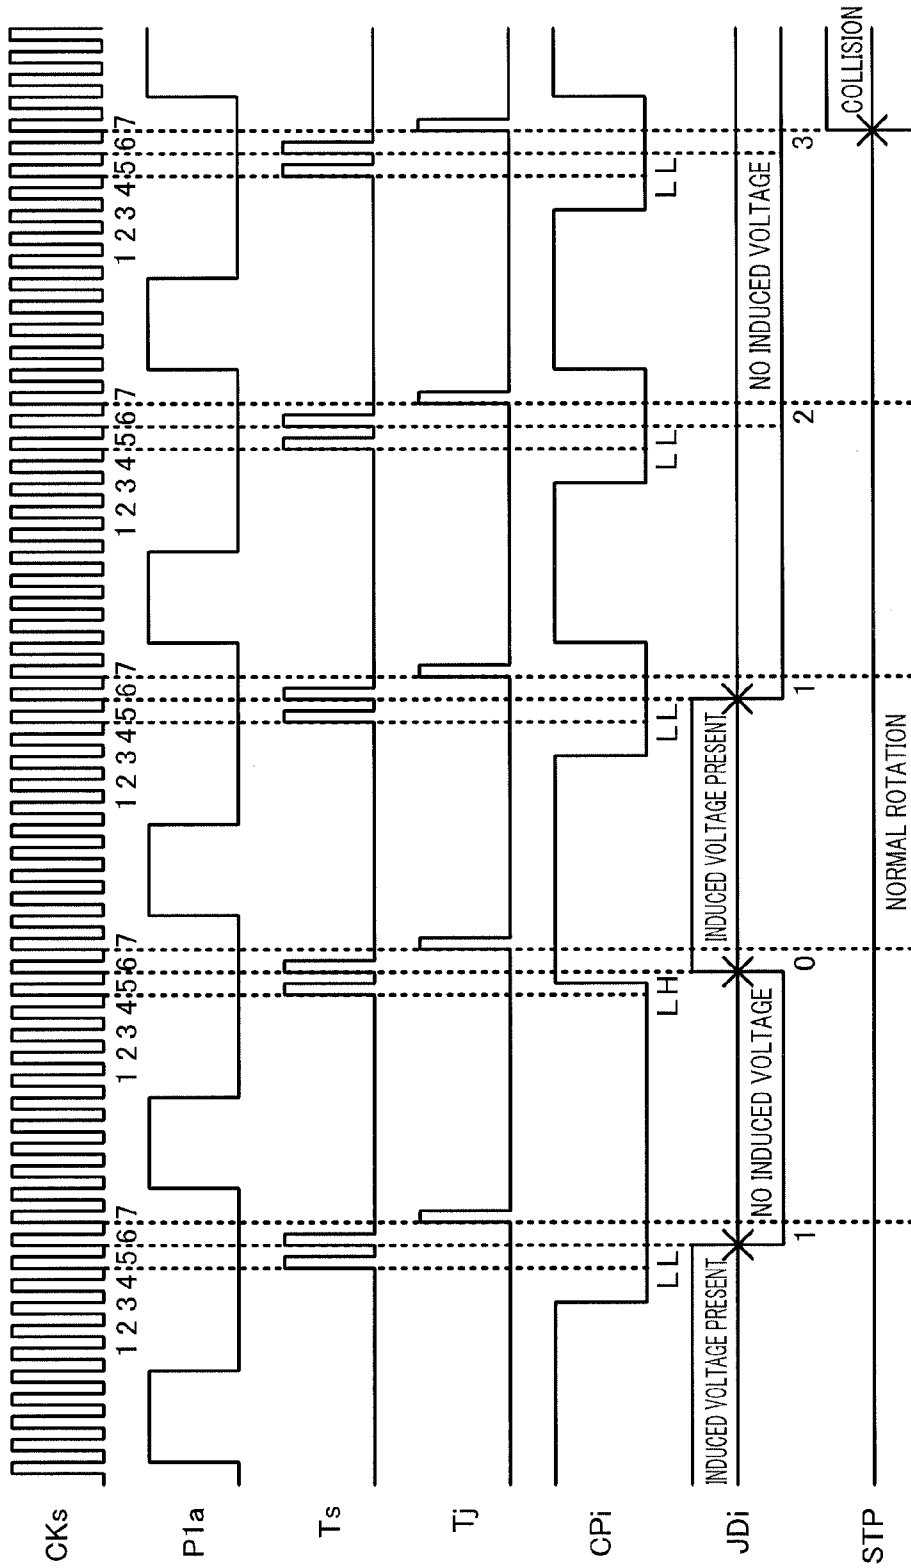 CKs
1 2 3 4 5 6 7
1 2 3 4 5 6 7
1 2 3 4 5 6 7
1 2 3 4 5 6 7
1 2 3 4 5 6 7
P1a
Ts
Tj
CPi
L L
L H
L L
L L
L L
JDi
INDUCED VOLTAGE PRESENT
NO INDUCED VOLTAGE
INDUCED VOLTAGE PRESENT
NO INDUCED VOLTAGE
1
0
1
2
3
STP
NORMAL ROTATION
COLLISION